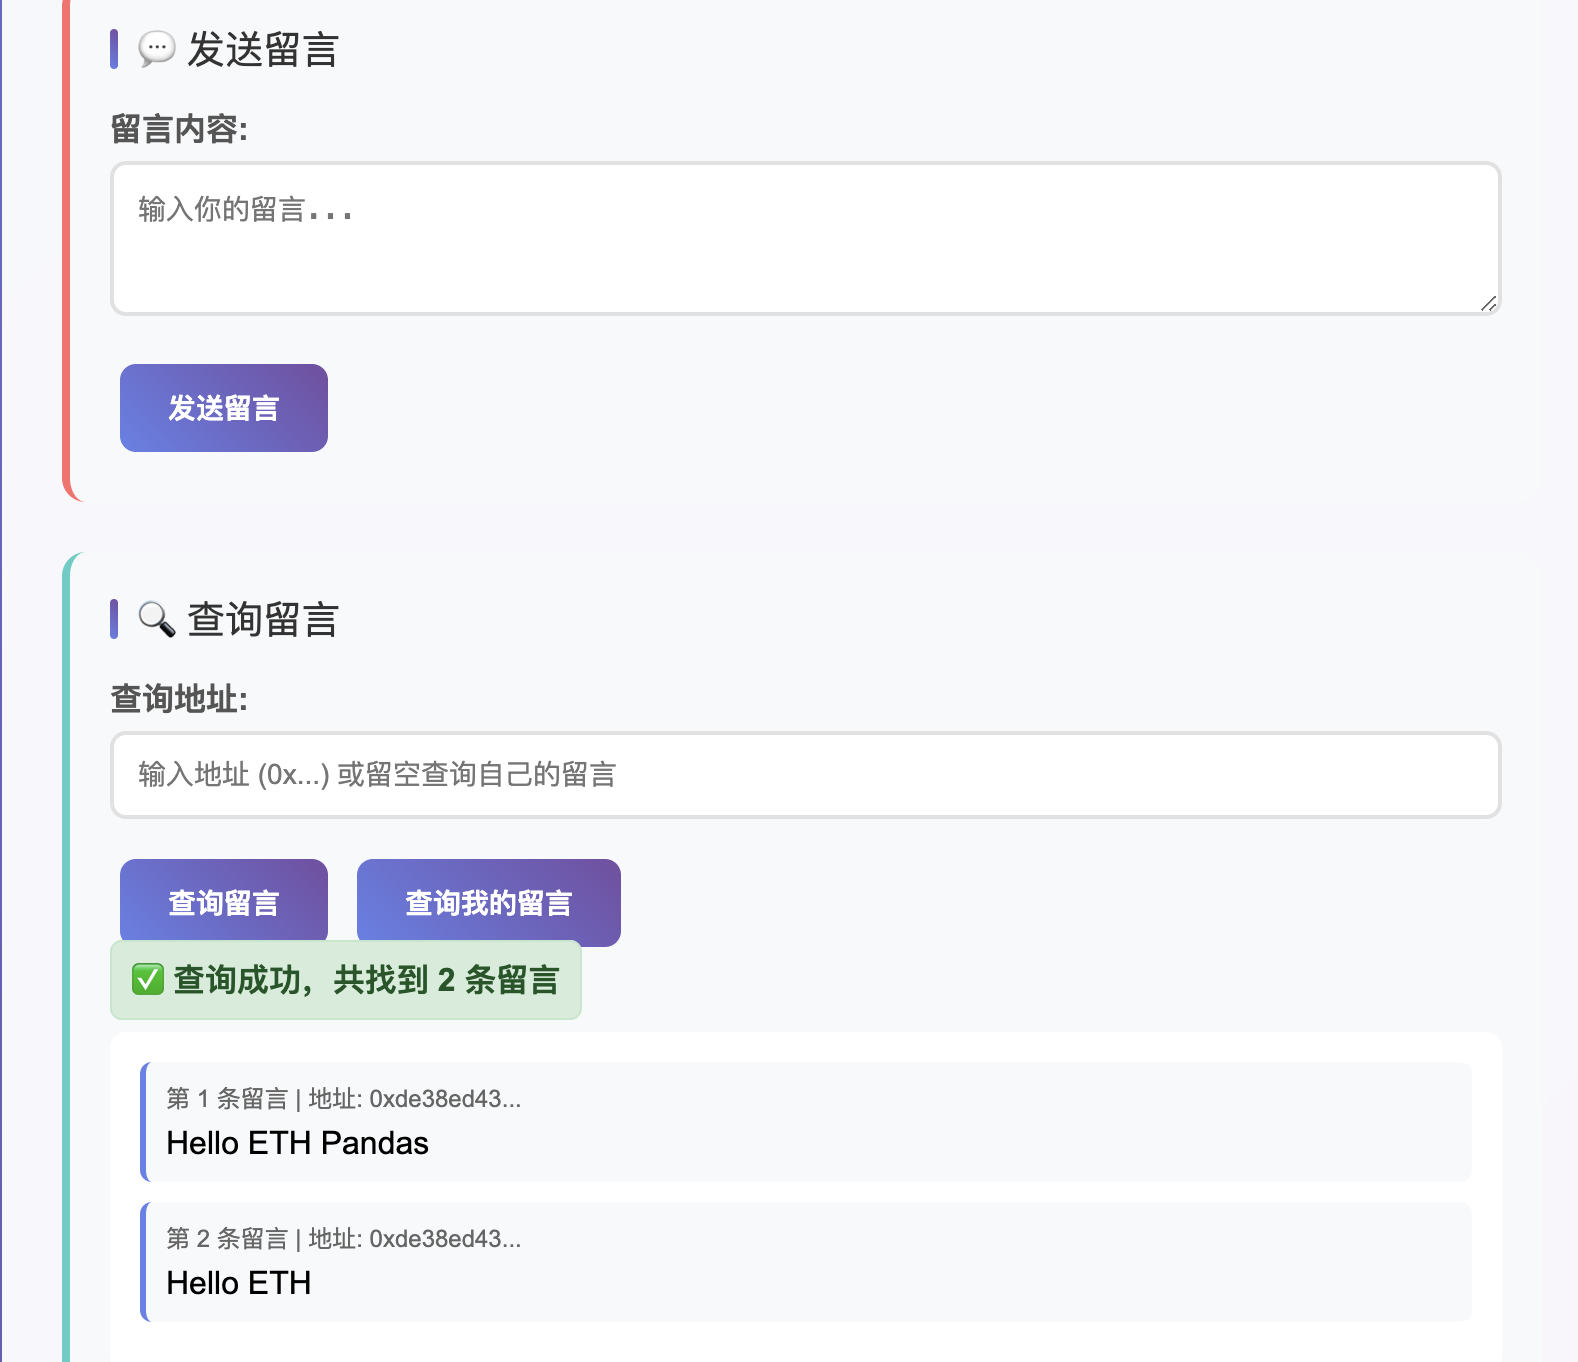 💬 发送留言
留言内容:
输入你的留言...
发送留言
🔍 查询留言
查询地址:
输入地址 (0x...) 或留空查询自己的留言
查询留言 查询我的留言
✅ 查询成功，共找到 2 条留言
第 1 条留言 | 地址: 0xde38ed43...
Hello ETH Pandas
第 2 条留言 | 地址: 0xde38ed43...
Hello ETH